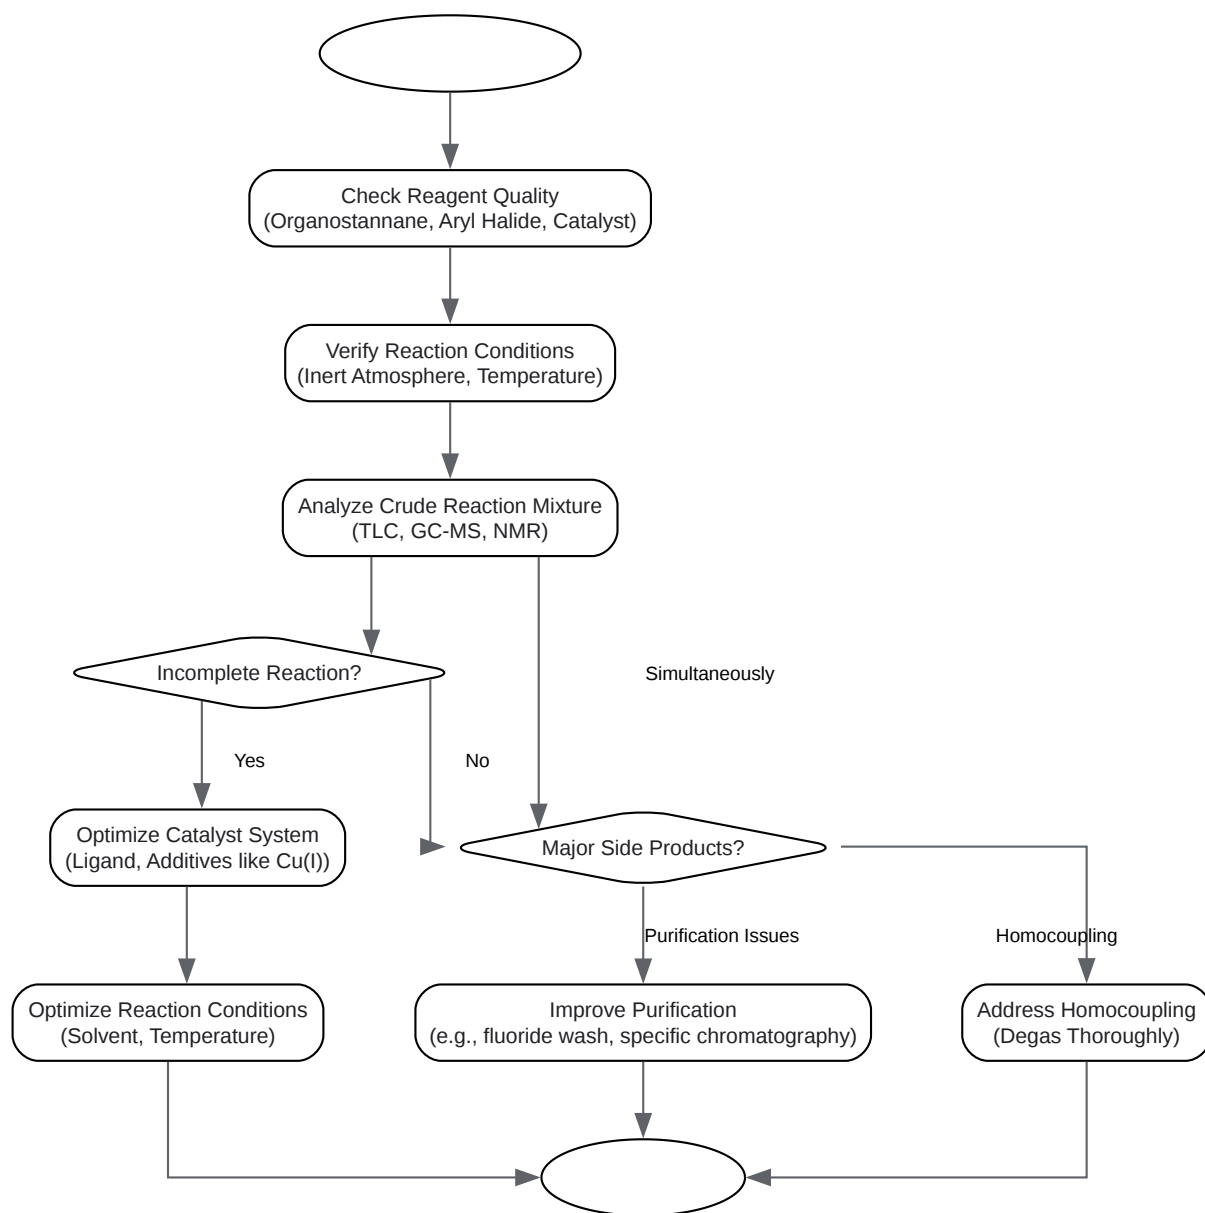 Check Reagent Quality
(Organostannane, Aryl Halide, Catalyst)
Verify Reaction Conditions
(Inert Atmosphere, Temperature)
Analyze Crude Reaction Mixture
(TLC, GC-MS, NMR)
Incomplete Reaction?
Simultaneously
Yes
No
Optimize Catalyst System
(Ligand, Additives like Cu(I))
Major Side Products?
Purification Issues
Homocoupling
Optimize Reaction Conditions
(Solvent, Temperature)
Improve Purification
(e.g., fluoride wash, specific chromatography)
Address Homocoupling
(Degas Thoroughly)